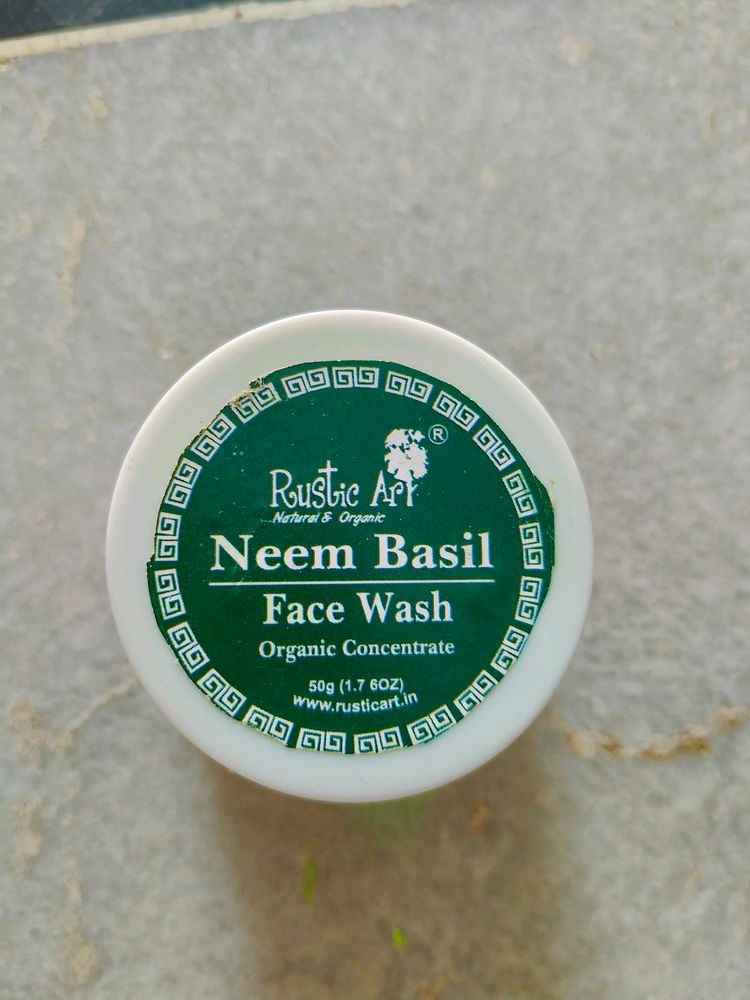 Rustic Art ®
Natural & Organic
Neem Basil
Face Wash
Organic Concentrate
50g (1.7 6OZ)
www.rusticart.in